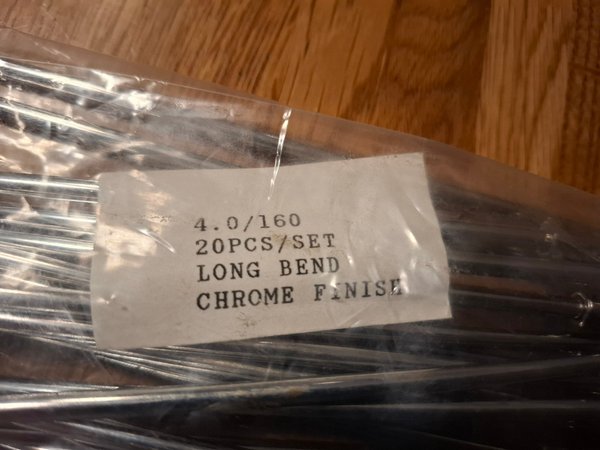 4.0/160
20PCS/SET
LONG BEND
CHROME FINISH